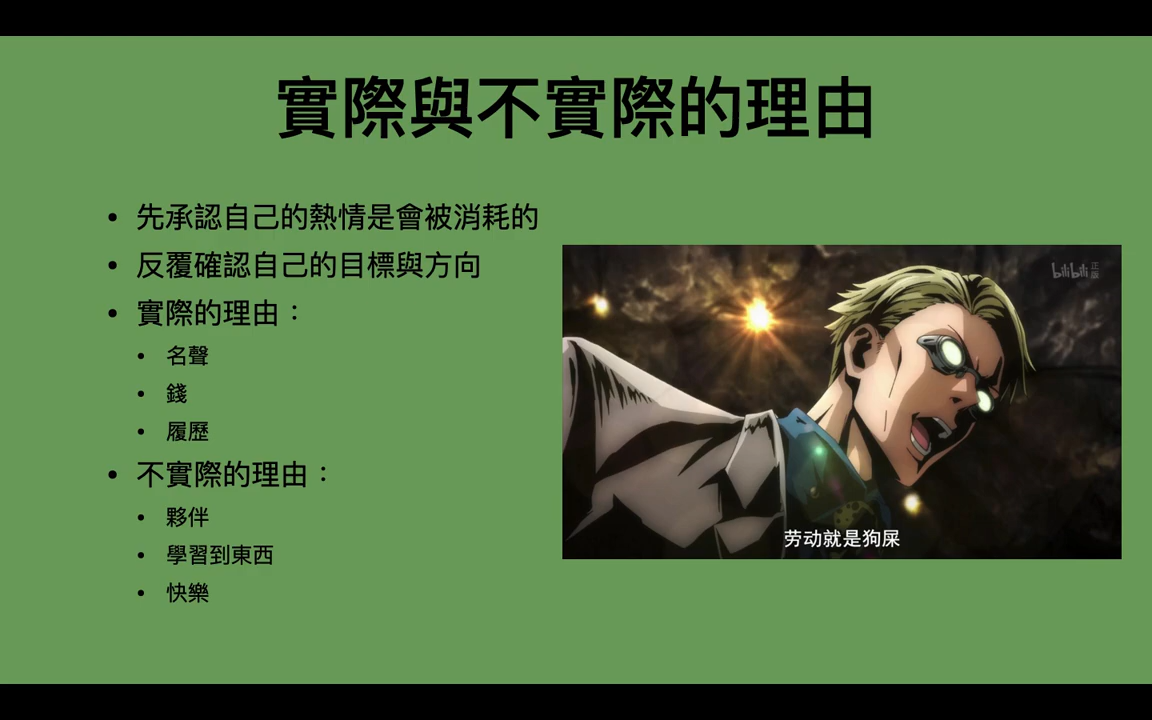 實際與不實際的理由
• 先承認自己的熱情是會被消耗的
• 反覆確認自己的目標與方向
• 實際的理由：
• 名聲
• 錢
• 履歷
• 不實際的理由：
• 夥伴
• 學習到東西
• 快樂
bilibili 正版
劳动就是狗屎